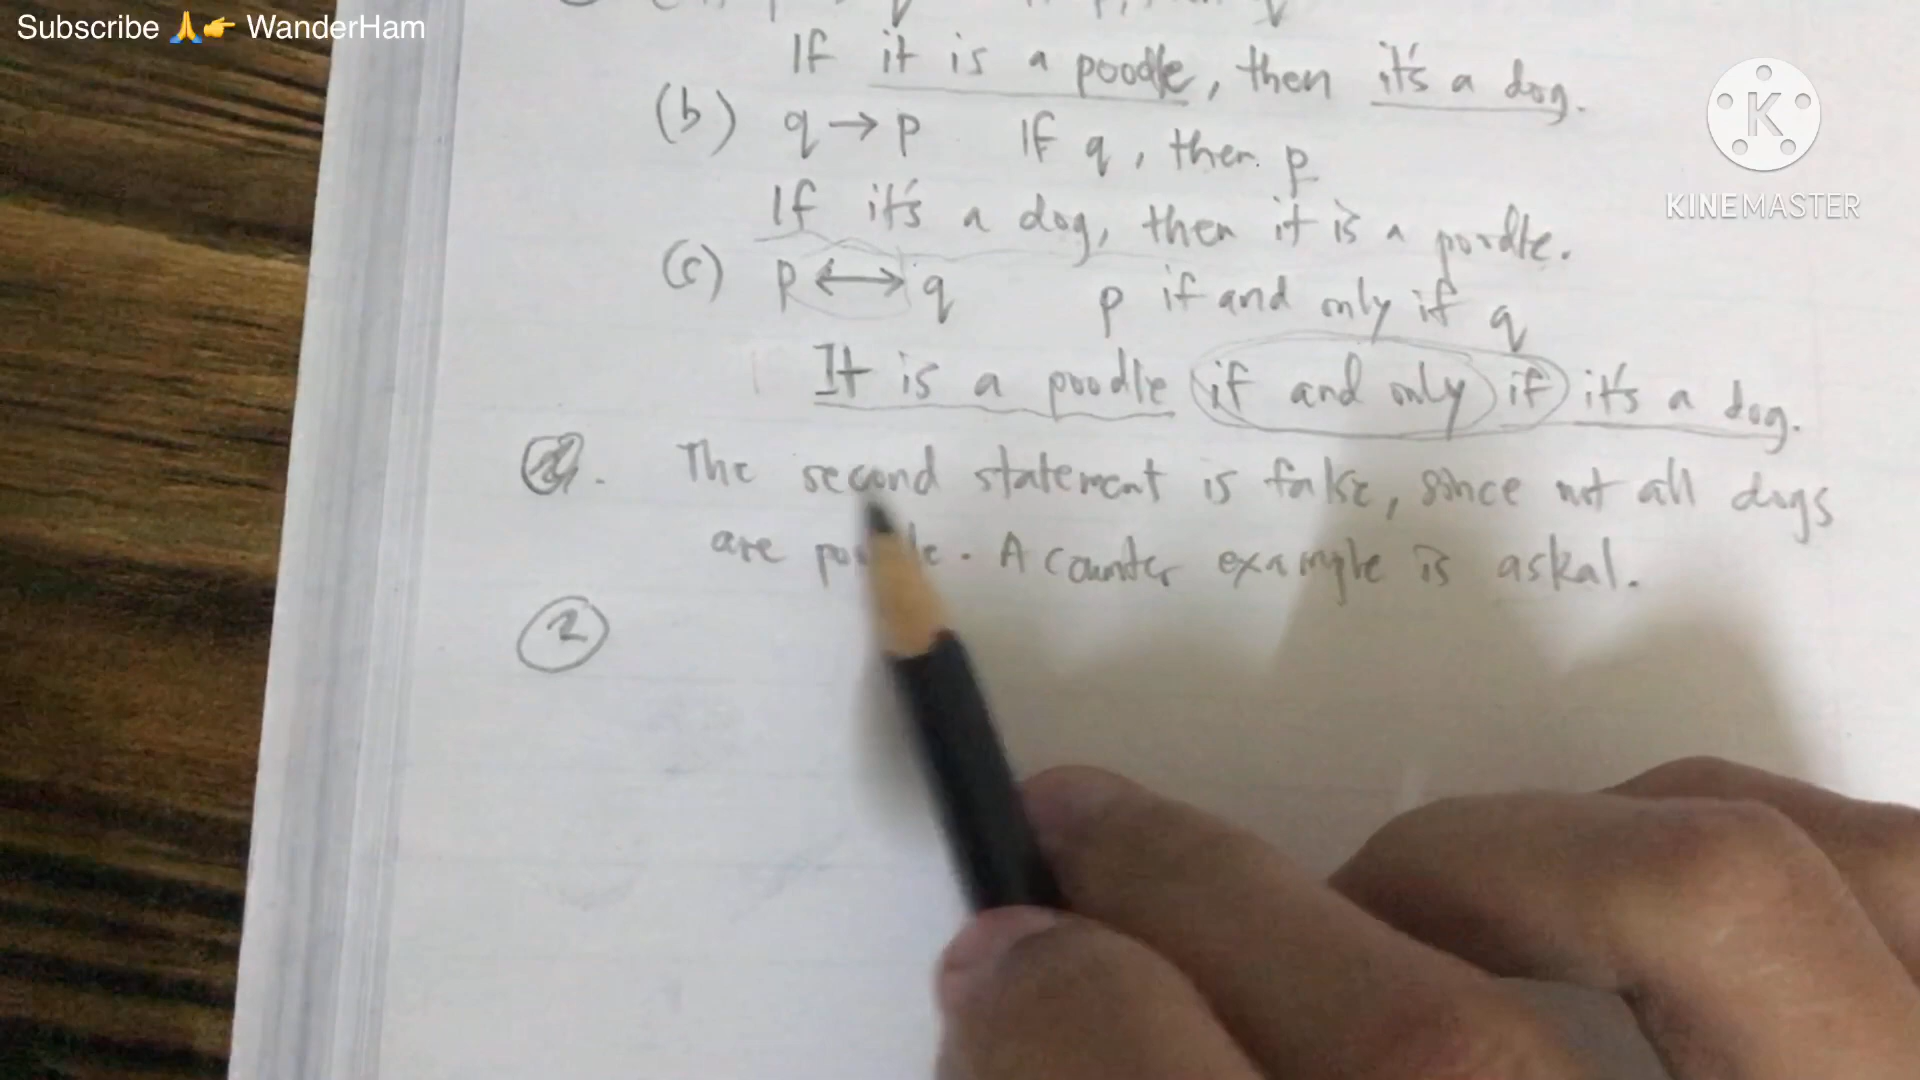 Subscribe 🙏👉 WanderHam
If it is a poodle, then it's a dog.
(b) q → p If q, then p
If it's a dog, then it is a poodle.
(c) p ↔ q p if and only if q
It is a poodle if and only if it's a dog.
The second statement is false, since not all dogs
are . A counter example is askal.
2
K
KINEMASTER